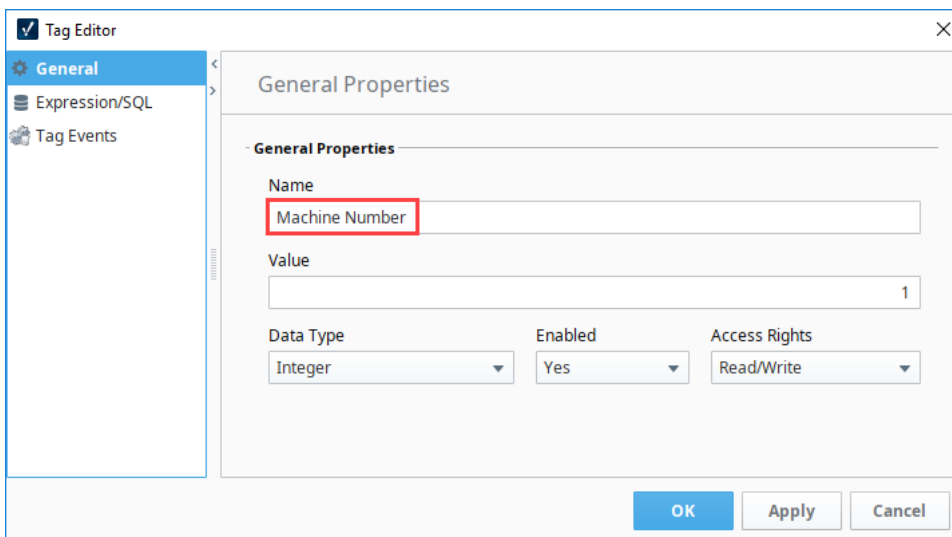 Tag Editor
General
Expression/SQL
Tag Events
General Properties
General Properties
Name
Machine Number
Value
1
Data Type Enabled Access Rights
Integer Yes Read/Write
OK Apply Cancel